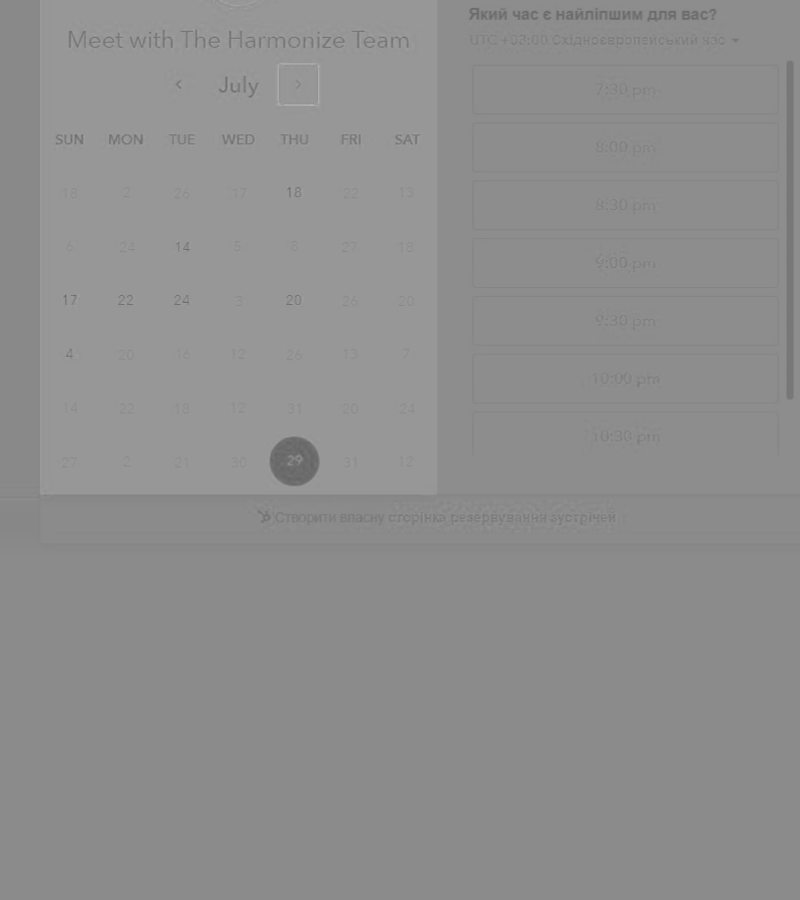 Який час є найліпшим для вас?
Meet with The Harmonize Team
UTC +03:00 Східноєвропейський час
July
SUN MON TUE WED THU FRI SAT
18 2 26 17 18 22 13
6 24 14 5 8 27 18
17 22 24 3 20 26 20
4 20 16 12 26 13 7
14 22 18 12 31 20 24
27 2 21 30 29 31 12
7:30 pm
8:00 pm
8:30 pm
9:00 pm
9:30 pm
10:00 pm
10:30 pm
Створити власну сторінка резервування зустрічей